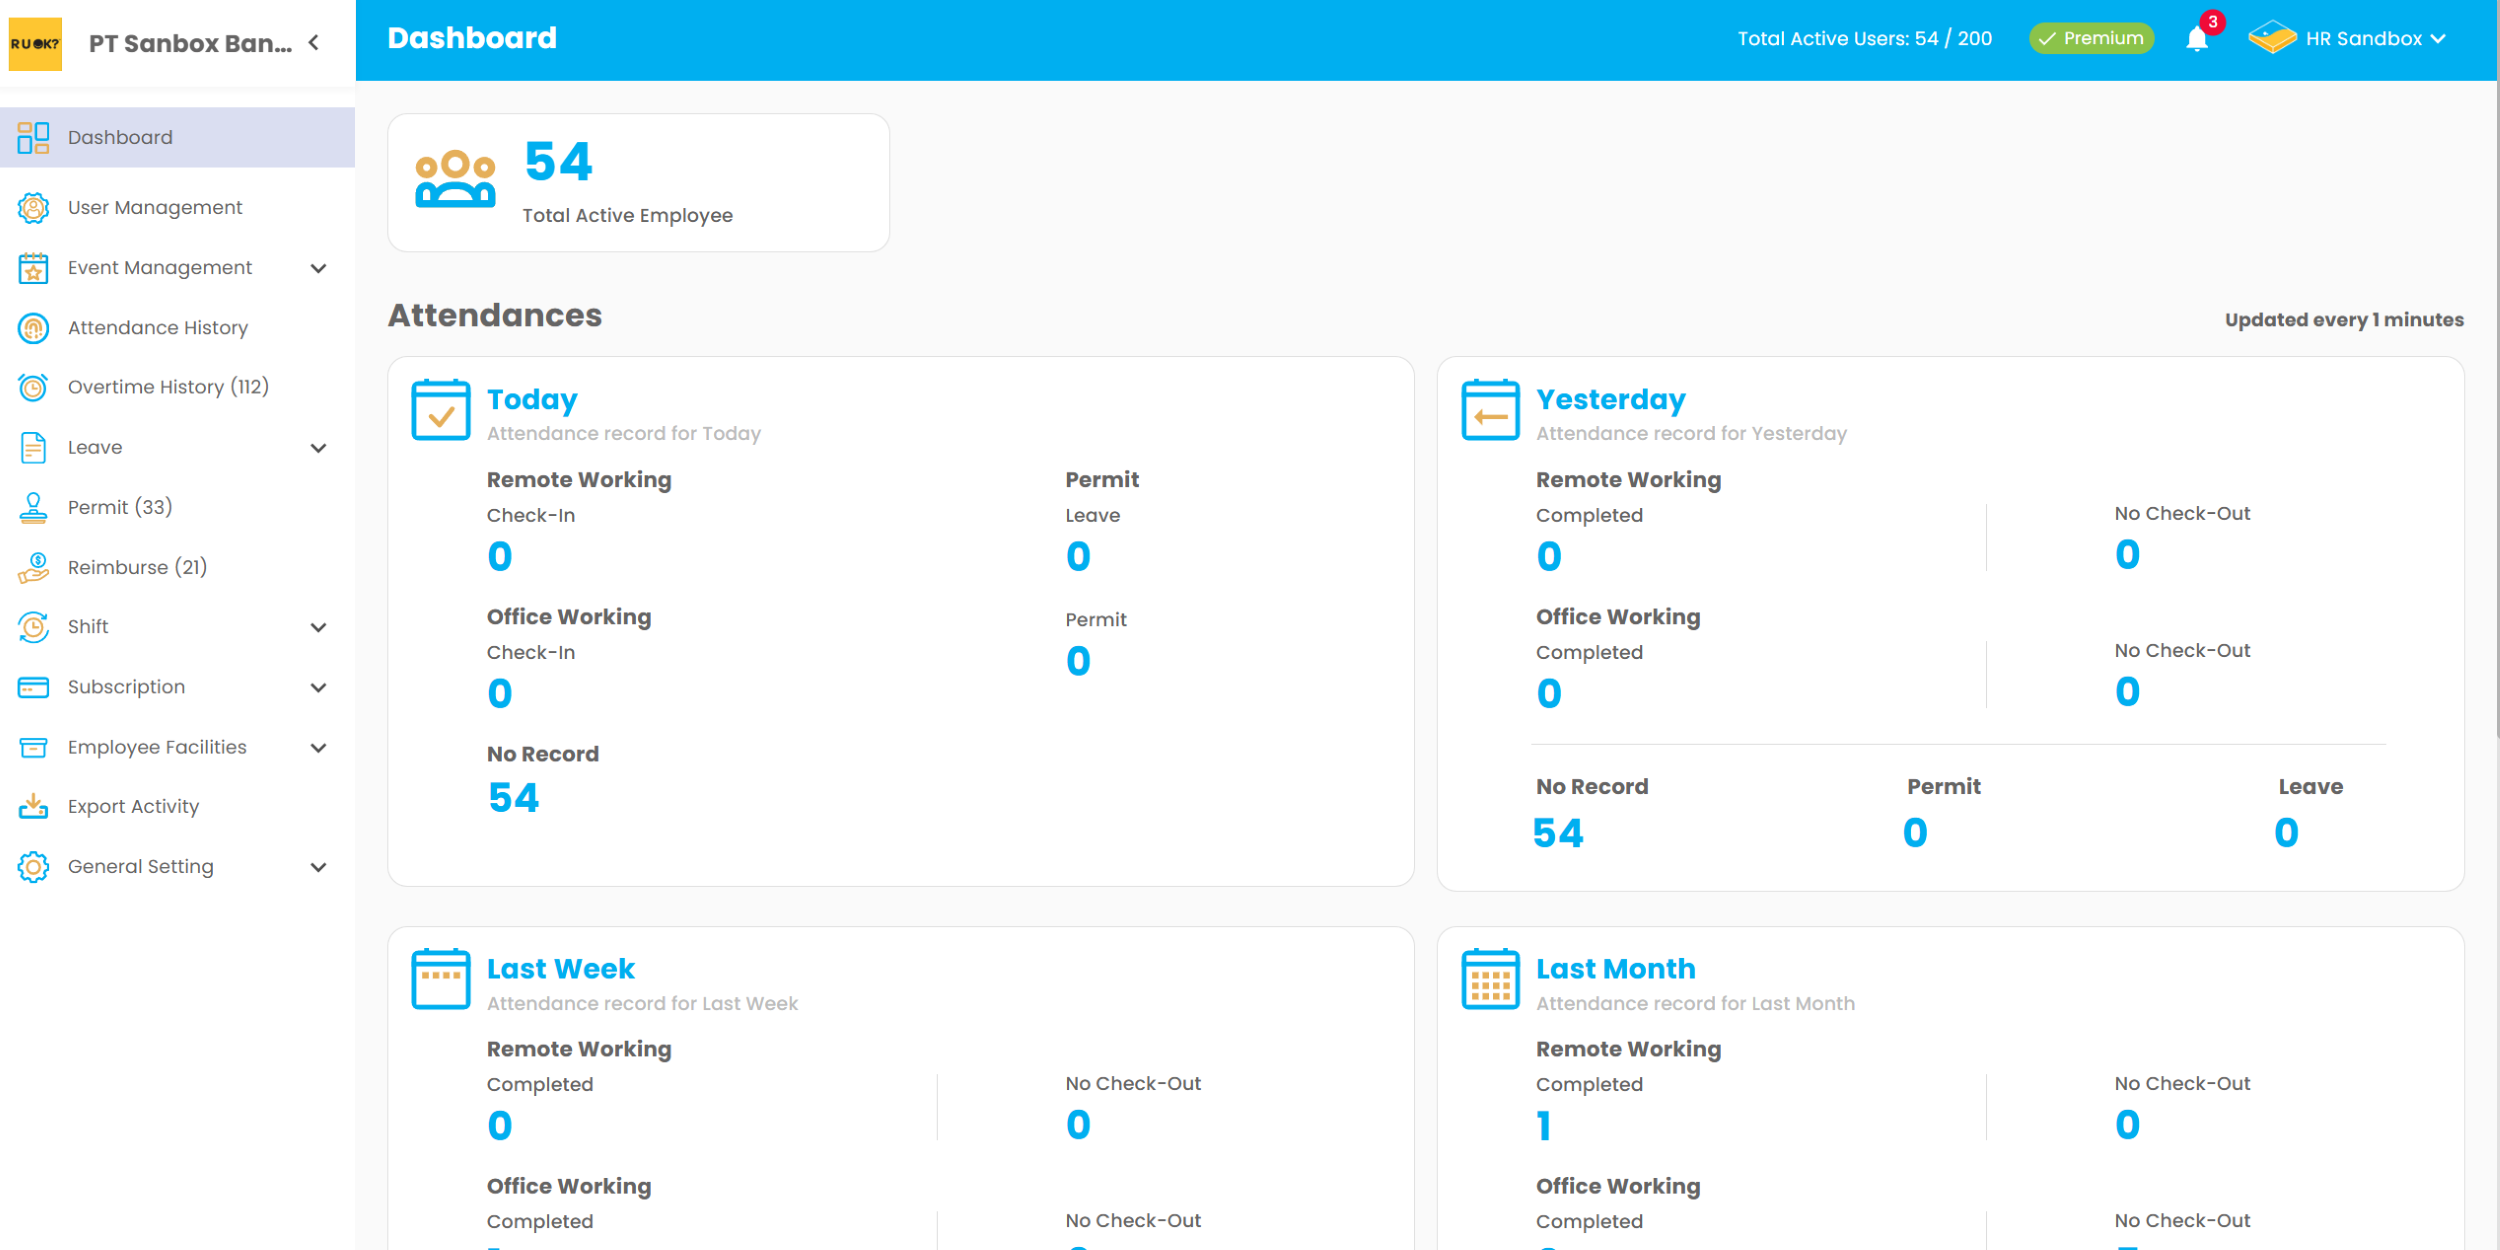 RUOK?
PT Sanbox Ban...
Dashboard
Total Active Users: 54 / 200
Premium
3
HR Sandbox
Dashboard
User Management
Event Management
Attendance History
Overtime History (112)
Leave
Permit (33)
Reimburse (21)
Shift
Subscription
Employee Facilities
Export Activity
General Setting
54
Total Active Employee
Attendances
Updated every 1 minutes
Today
Attendance record for Today
Remote Working
Check-In
0
Permit
Leave
0
Office Working
Check-In
0
Permit
0
No Record
54
Yesterday
Attendance record for Yesterday
Remote Working
Completed
0
No Check-Out
0
Office Working
Completed
0
No Check-Out
0
No Record
54
Permit
0
Leave
0
Last Week
Attendance record for Last Week
Remote Working
Completed
0
No Check-Out
0
Office Working
Completed
No Check-Out
Last Month
Attendance record for Last Month
Remote Working
Completed
1
No Check-Out
0
Office Working
Completed
No Check-Out